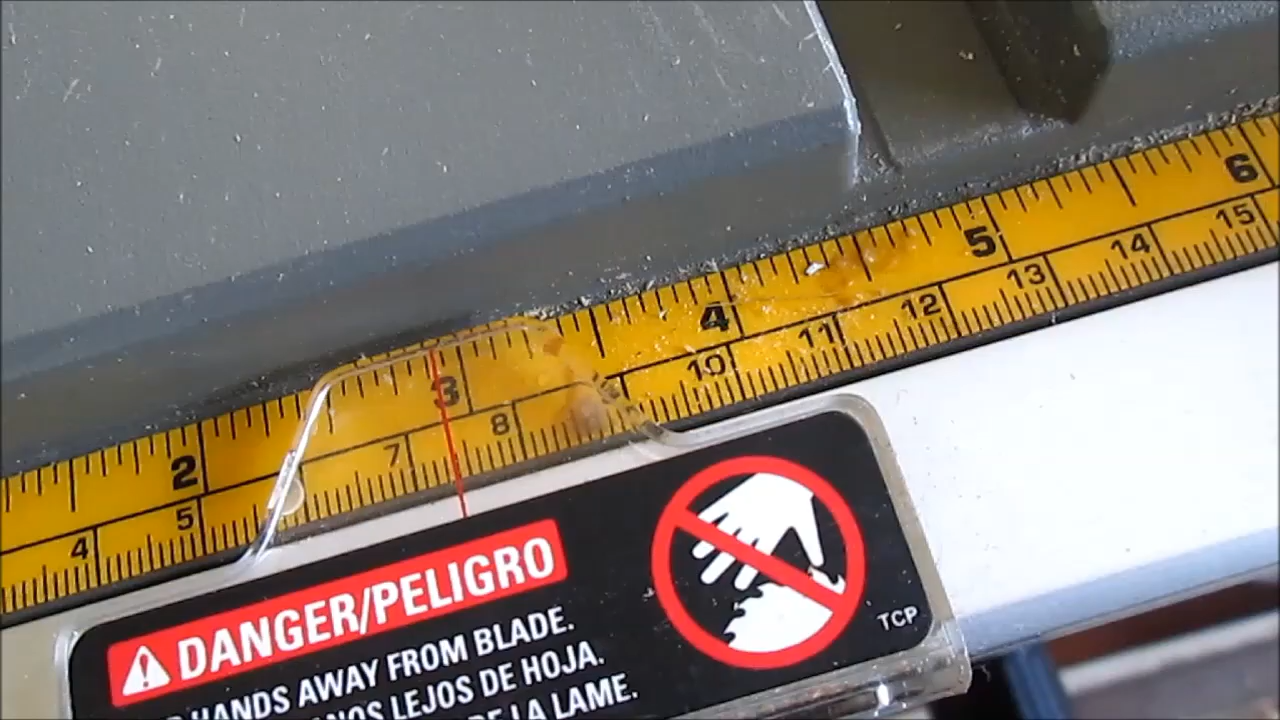 2 3 4 5 6
4 5 7 8 10 11 12 13 14 15
DANGER/PELIGRO
HANDS AWAY FROM BLADE.
LEJOS DE HOJA.
LA LAME.
TCP